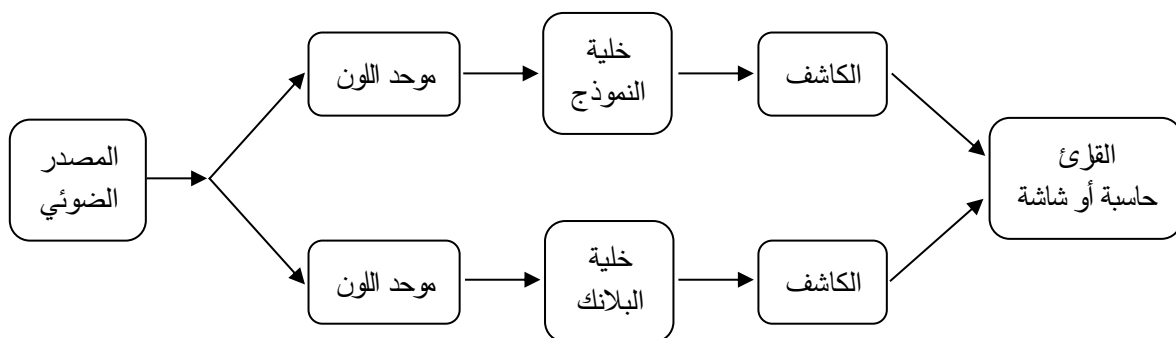 المصدر
الضوئي
موحد اللون
خلية
النموذج
الكاشف
موحد اللون
خلية
البلانك
الكاشف
القارئ
حاسبة أو شاشة